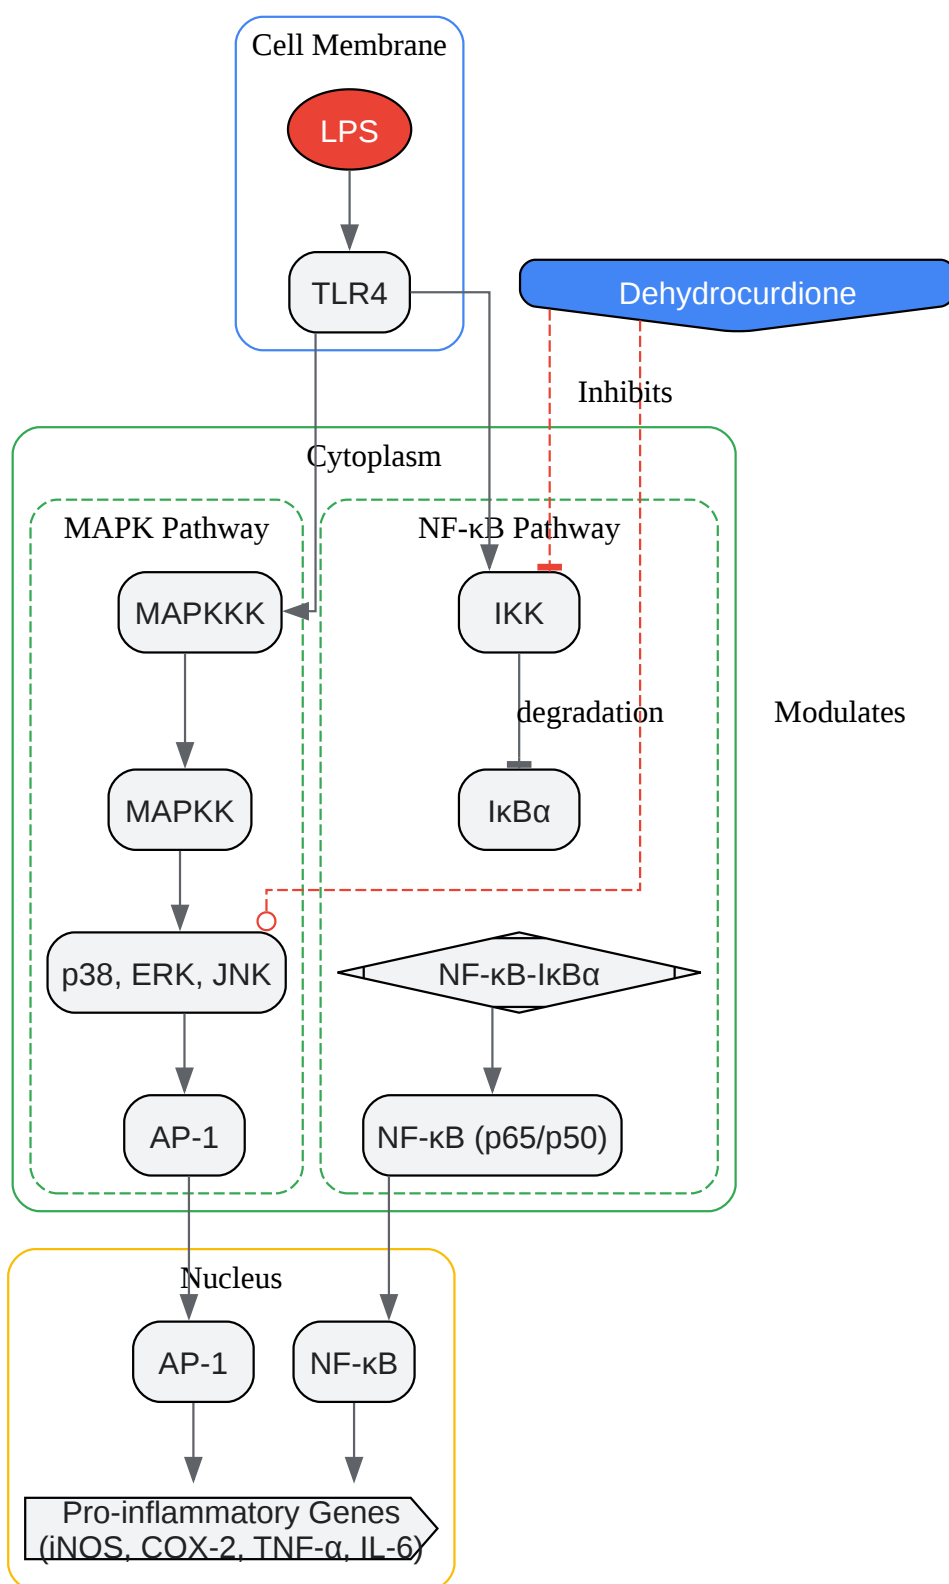 Cell Membrane
LPS
TLR4
Dehydrocurdione
Inhibits
Cytoplasm
MAPK Pathway
NF-κB Pathway
MAPKKK
IKK
degradation
Modulates
MAPKK
IκBα
p38, ERK, JNK
NF-κB-IκBα
AP-1
NF-κB (p65/p50)
Nucleus
AP-1
NF-κB
Pro-inflammatory Genes
(iNOS, COX-2, TNF-α, IL-6)